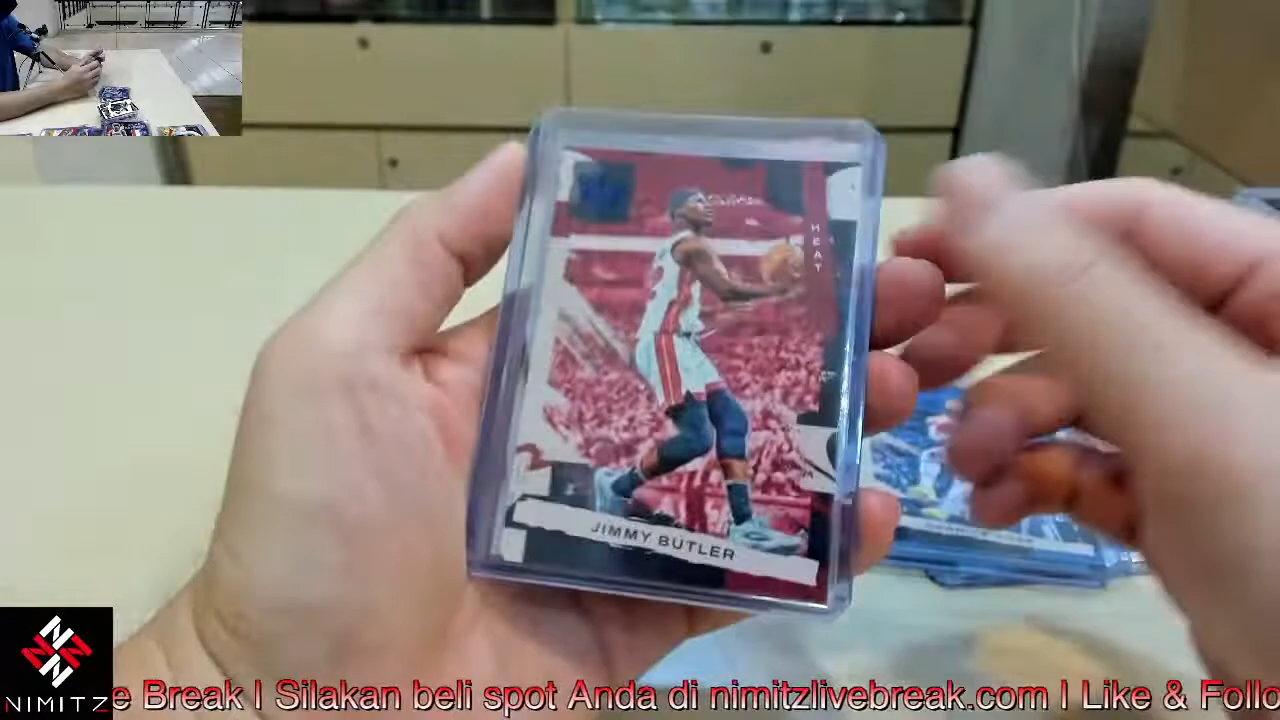 HEAT
JIMMY BUTLER
NIMITZ
e Break I Silakan beli spot Anda di nimitzlivebreak.com I Like & Follo